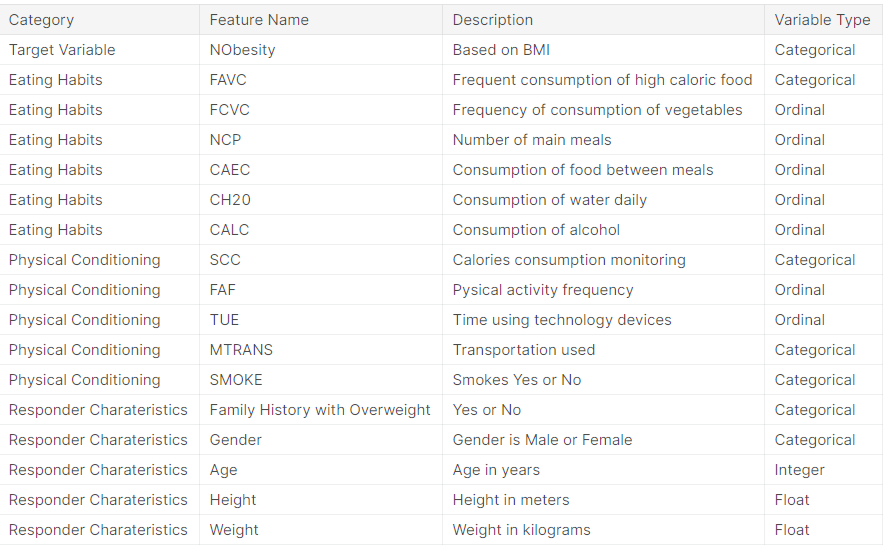 Category Feature Name Description Variable Type
Target Variable NObesity Based on BMI Categorical
Eating Habits FAVC Frequent consumption of high caloric food Categorical
Eating Habits FCVC Frequency of consumption of vegetables Ordinal
Eating Habits NCP Number of main meals Ordinal
Eating Habits CAEC Consumption of food between meals Ordinal
Eating Habits CH20 Consumption of water daily Ordinal
Eating Habits CALC Consumption of alcohol Ordinal
Physical Conditioning SCC Calories consumption monitoring Categorical
Physical Conditioning FAF Pysical activity frequency Ordinal
Physical Conditioning TUE Time using technology devices Ordinal
Physical Conditioning MTRANS Transportation used Categorical
Physical Conditioning SMOKE Smokes Yes or No Categorical
Responder Charateristics Family History with Overweight Yes or No Categorical
Responder Charateristics Gender Gender is Male or Female Categorical
Responder Charateristics Age Age in years Integer
Responder Charateristics Height Height in meters Float
Responder Charateristics Weight Weight in kilograms Float